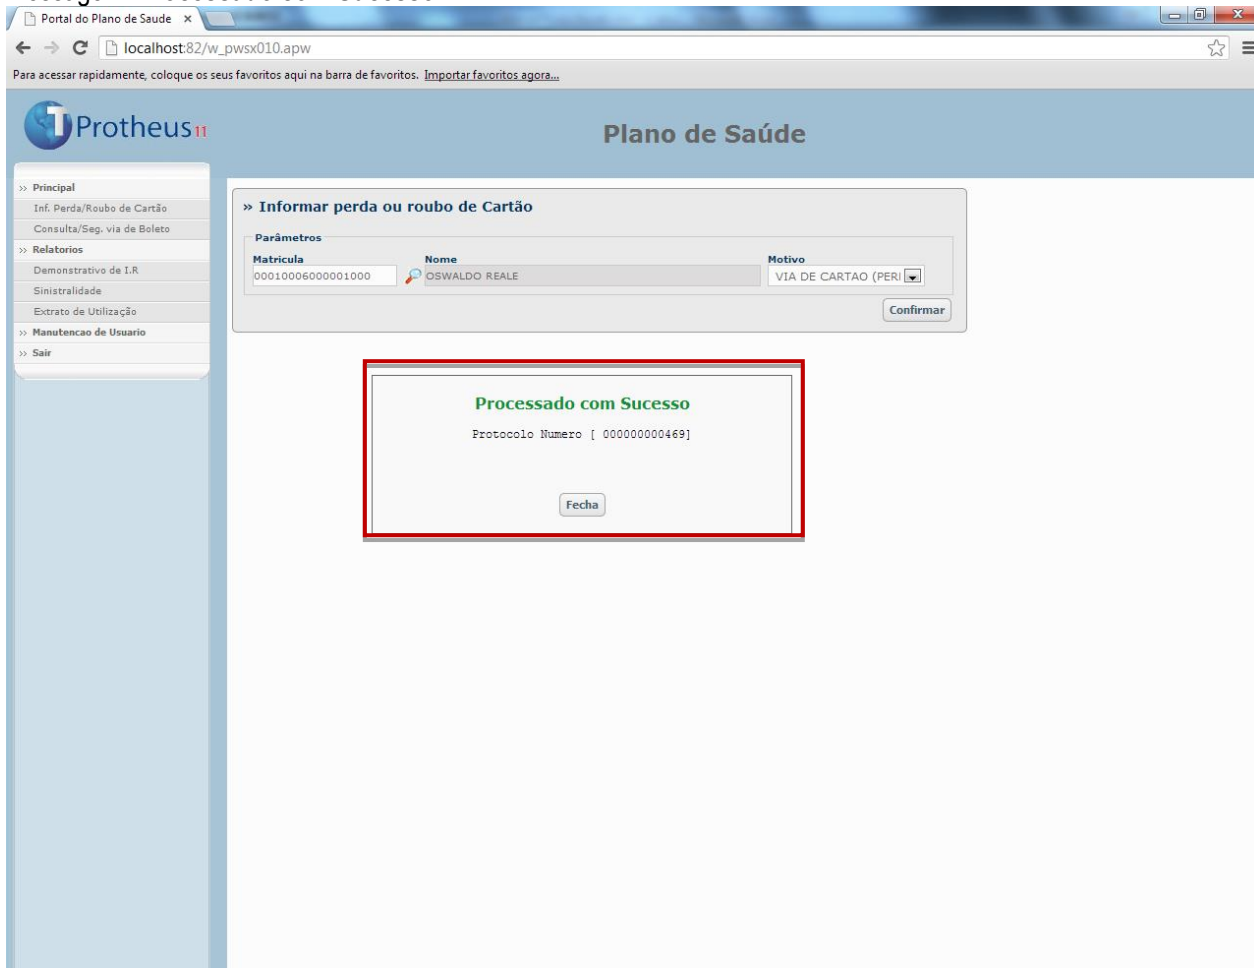 Portal do Plano de Saude
localhost:82/w_pwsx010.apw
Para acessar rapidamente, coloque os seus favoritos aqui na barra de favoritos. Importar favoritos agora...
Protheus 11
Plano de Saúde
>> Principal
Inf. Perda/Roubo de Cartão
Consulta/Seg. via de Boleto
>> Relatorios
Demonstrativo de I.R
Sinistralidade
Extrato de Utilização
>> Manutencao de Usuario
>> Sair
» Informar perda ou roubo de Cartão
Parâmetros
Matricula Nome Motivo
00010006000001000 OSWALDO REALE VIA DE CARTAO (PERI
Confirmar
Processado com Sucesso
Protocolo Numero [ 000000000469]
Fecha